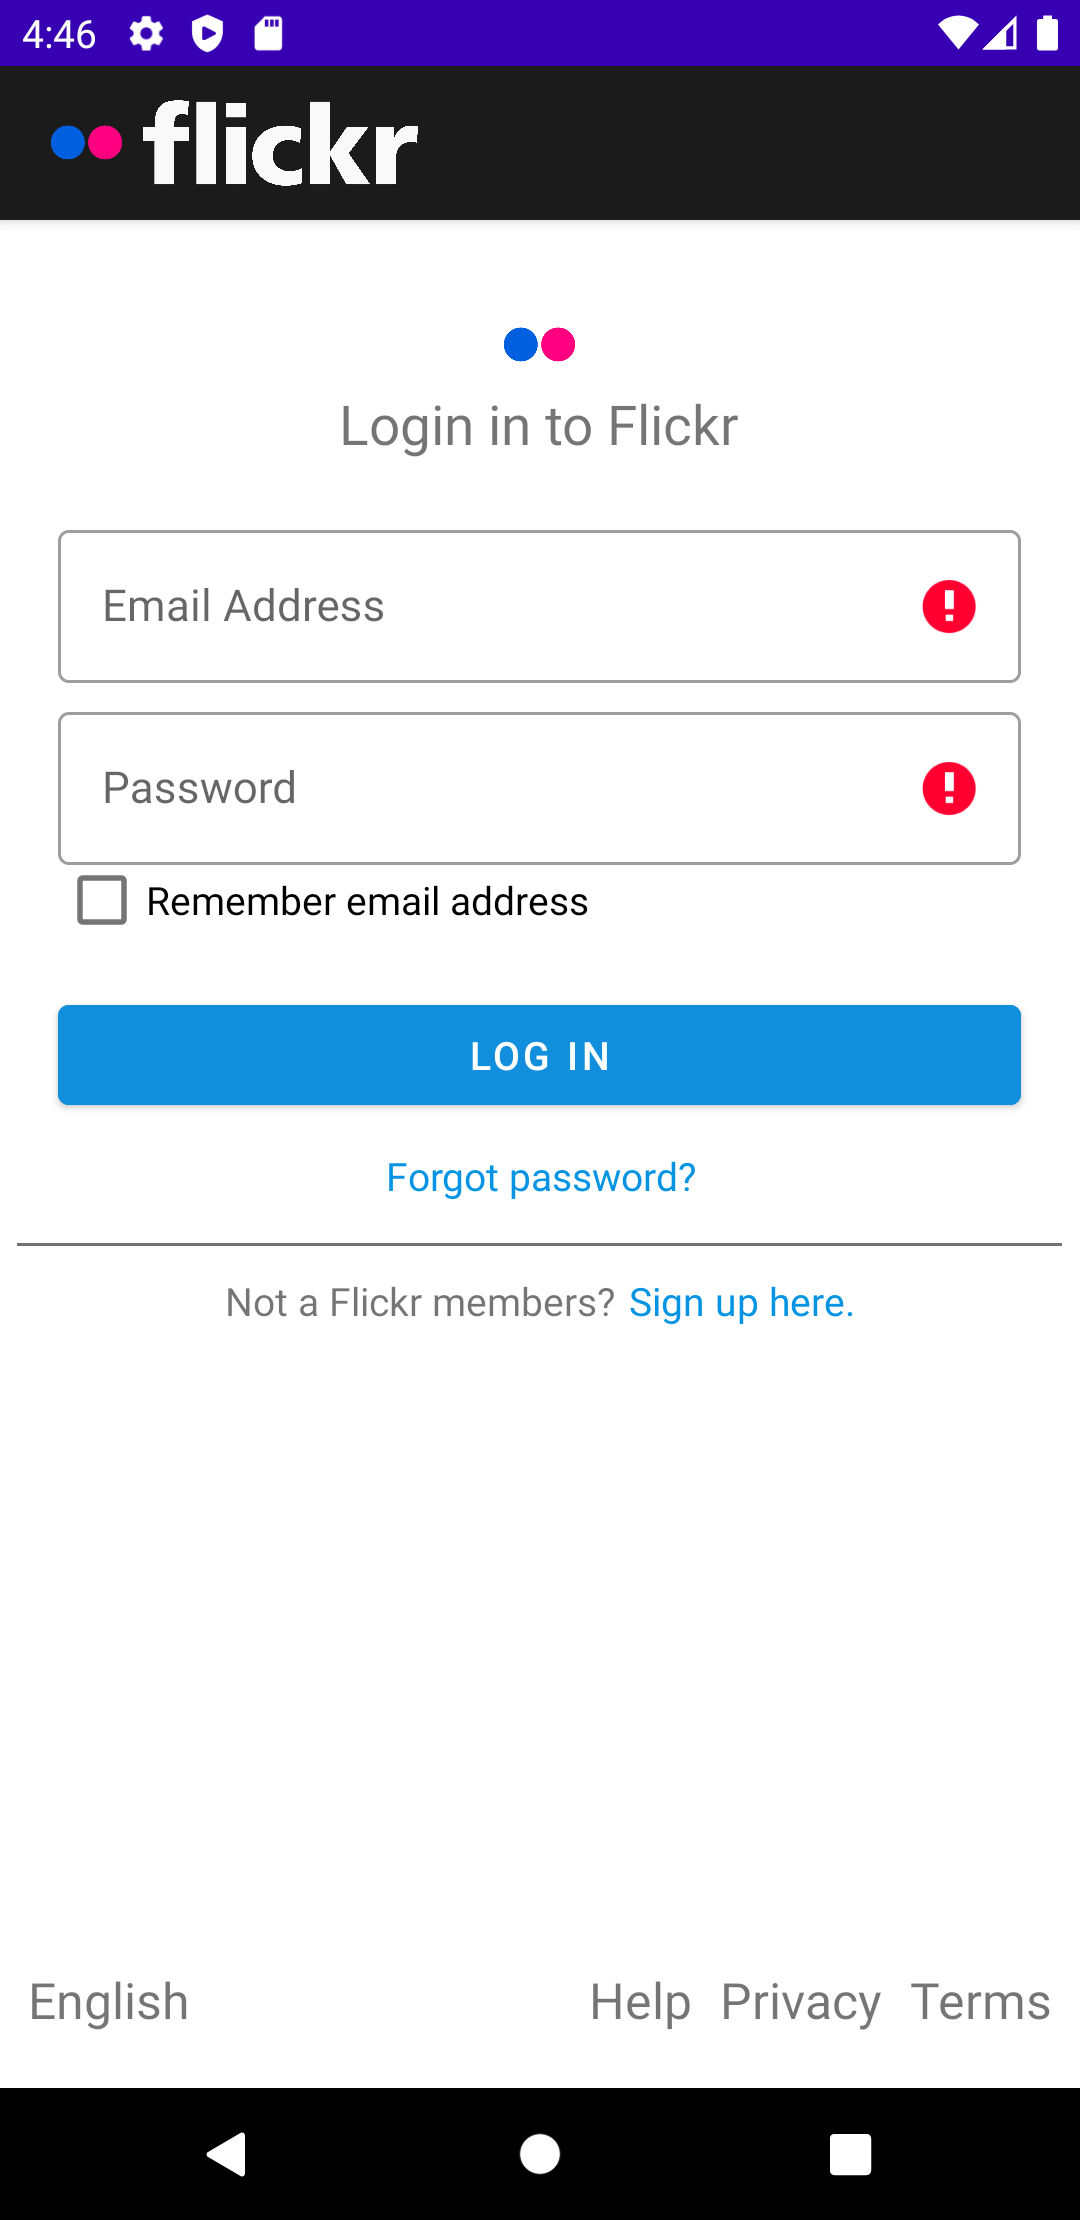 4:46
flickr
Login in to Flickr
Email Address
Password
Remember email address
LOG IN
Forgot password?
Not a Flickr members? Sign up here.
English Help Privacy Terms